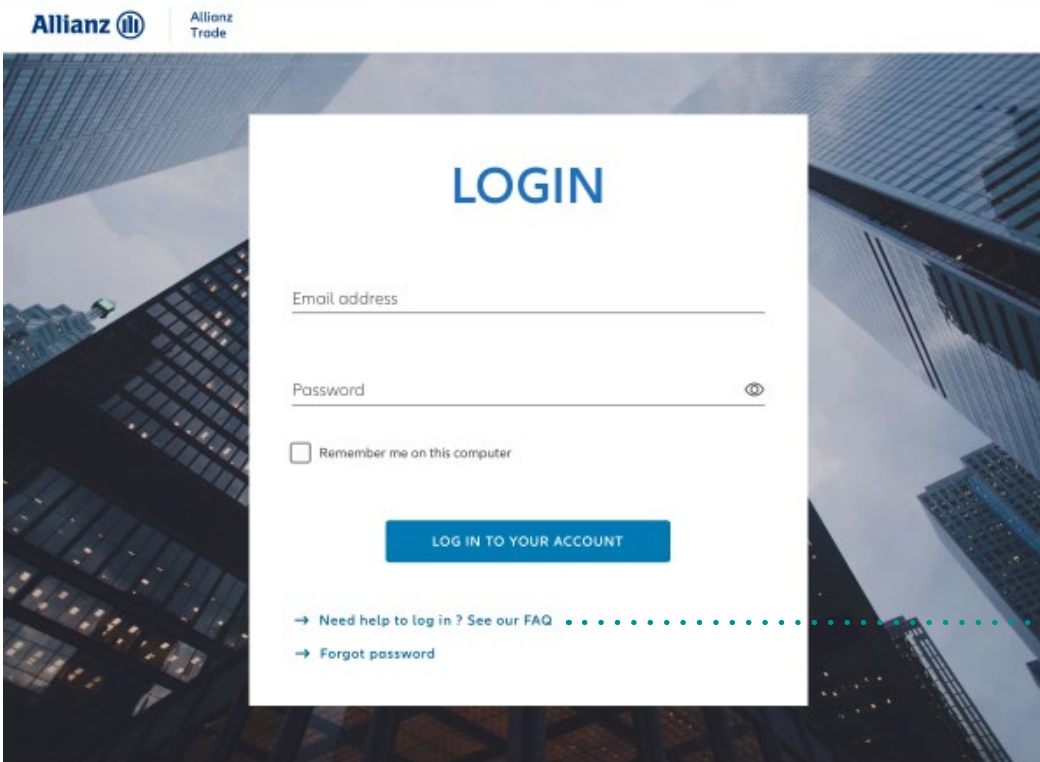 Allianz
Allianz
Trade
LOGIN
Email address
Password
Remember me on this computer
LOG IN TO YOUR ACCOUNT
→ Need help to log in ? See our FAQ
→ Forgot password